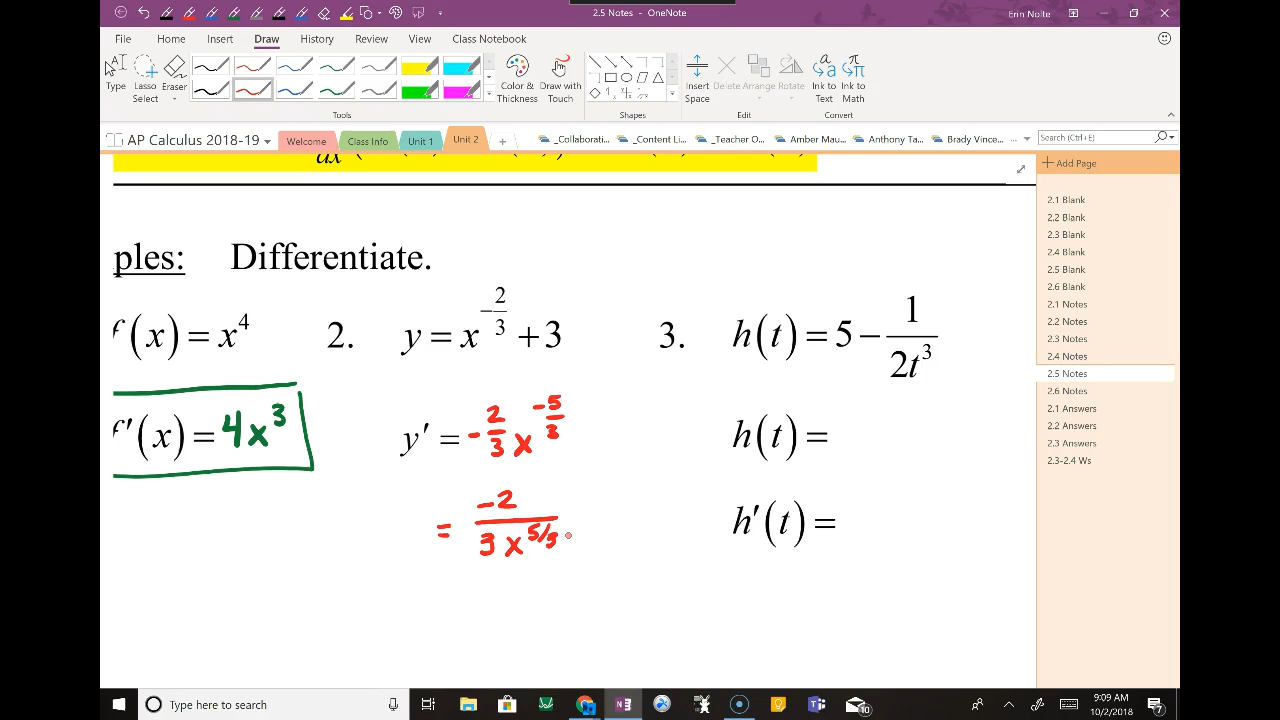 2.5 Notes - OneNote
Erin Nolte
File Home Insert Draw History Review View Class Notebook
Type Lasso Select Eraser Color & Thickness Draw with Touch Insert Space Delete Arrange Rotate Ink to Text Ink to Math
Tools Shapes Edit Convert
AP Calculus 2018-19 Welcome Class Info Unit 1 Unit 2 _Collaborati... _Content Li... _Teacher O... Amber Mau... Anthony Ta... Brady Vince... Search (Ctrl+E)
Add Page
2.1 Blank
2.2 Blank
2.3 Blank
2.4 Blank
2.5 Blank
2.6 Blank
2.1 Notes
2.2 Notes
2.3 Notes
2.4 Notes
2.5 Notes
2.6 Notes
2.1 Answers
2.2 Answers
2.3 Answers
2.3-2.4 Ws
dx
ples: Differentiate.
f(x) = x^4 2. y = x^(-2/3) + 3 3. h(t) = 5 - 1/(2t^3)
f'(x) = 4x^3 y' = -2/3 x^(-5/3) h(t) =
= -2/(3x^(5/3)) h'(t) =
Type here to search
9:09 AM
10/2/2018